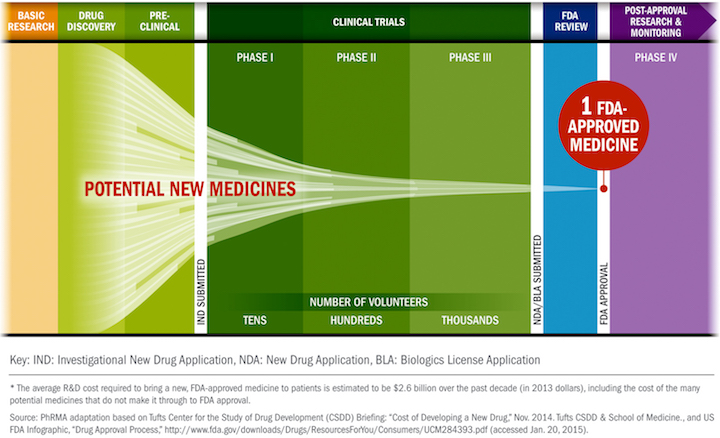 BASIC
RESEARCH
DRUG
DISCOVERY
PRE-
CLINICAL
CLINICAL TRIALS
FDA
REVIEW
POST-APPROVAL
RESEARCH &
MONITORING
PHASE I
PHASE II
PHASE III
PHASE IV
1 FDA-
APPROVED
MEDICINE
POTENTIAL NEW MEDICINES
IND SUBMITTED
NDA/BLA SUBMITTED
FDA APPROVAL
NUMBER OF VOLUNTEERS
TENS
HUNDREDS
THOUSANDS
Key: IND: Investigational New Drug Application, NDA: New Drug Application, BLA: Biologics License Application
* The average R&D cost required to bring a new, FDA-approved medicine to patients is estimated to be $2.6 billion over the past decade (in 2013 dollars), including the cost of the many
potential medicines that do not make it through to FDA approval.
Source: PhRMA adaptation based on Tufts Center for the Study of Drug Development (CSDD) Briefing: "Cost of Developing a New Drug," Nov. 2014. Tufts CSDD & School of Medicine., and US
FDA Infographic, "Drug Approval Process," http://www.fda.gov/downloads/Drugs/ResourcesForYou/Consumers/UCM284393.pdf (accessed Jan. 20, 2015).